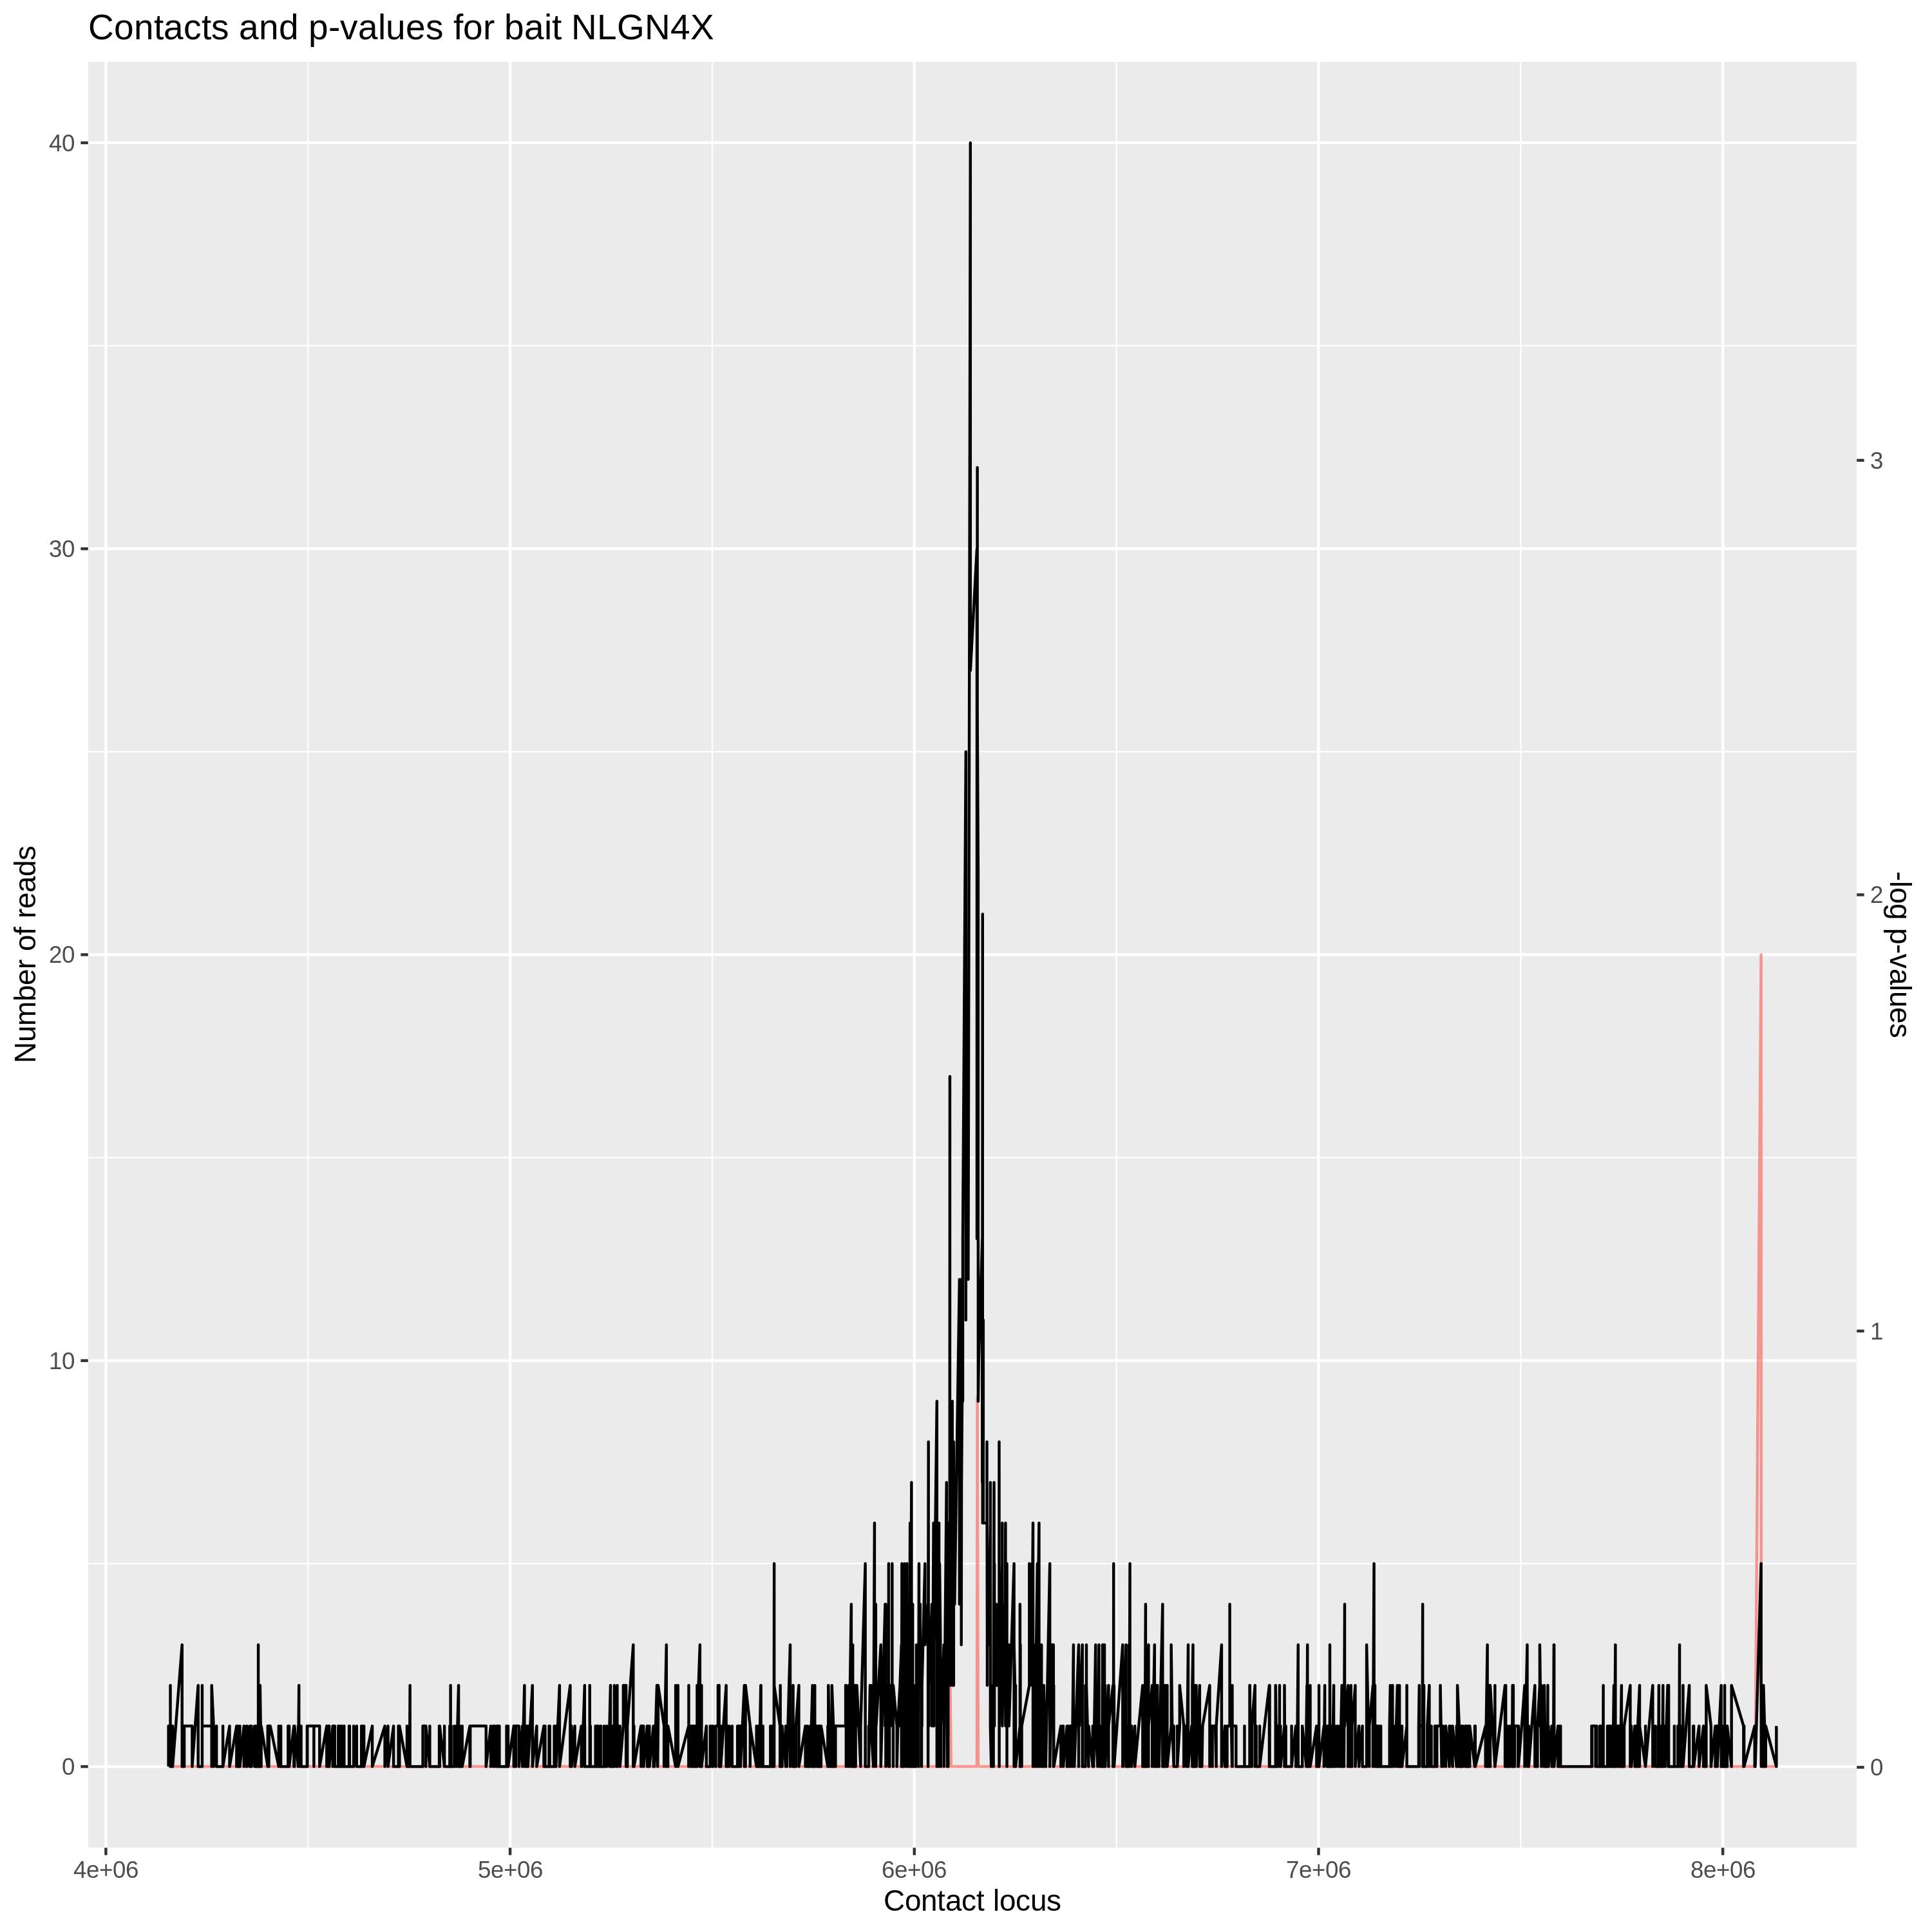 Contacts and p-values for bait NLGN4X
40
30
20
10
0
Number of reads
3
2
1
0
-log p-values
4e+06 5e+06 6e+06 7e+06 8e+06
Contact locus